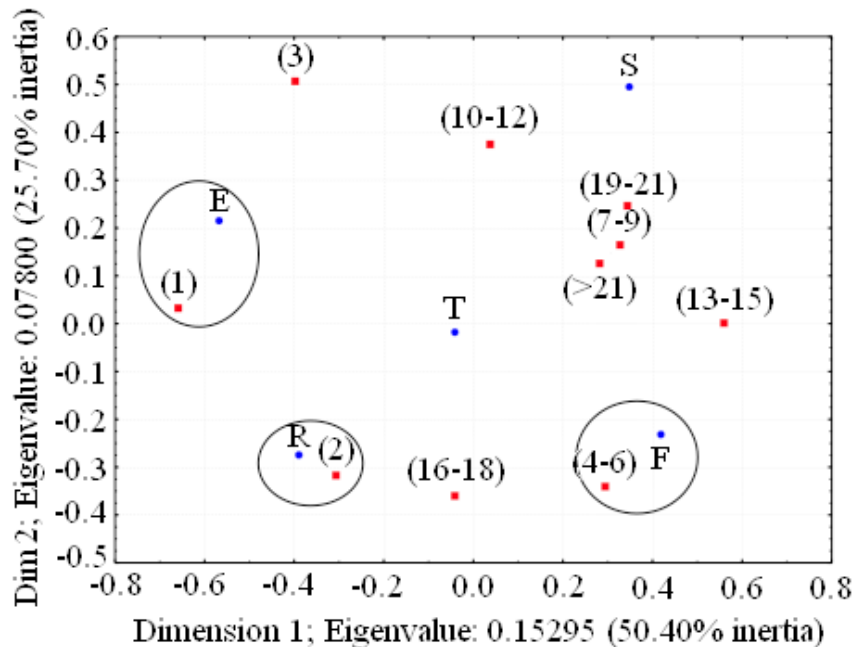 Dim 2; Eigenvalue: 0.07800 (25.70% inertia)
0.6
0.5
0.4
0.3
0.2
0.1
0.0
-0.1
-0.2
-0.3
-0.4
-0.5
(3)
S
(10-12)
(19-21)
E
(7-9)
(1)
(>21)
(13-15)
T
R
(2)
(16-18)
(4-6)
F
-0.8 -0.6 -0.4 -0.2 0.0 0.2 0.4 0.6 0.8
Dimension 1; Eigenvalue: 0.15295 (50.40% inertia)